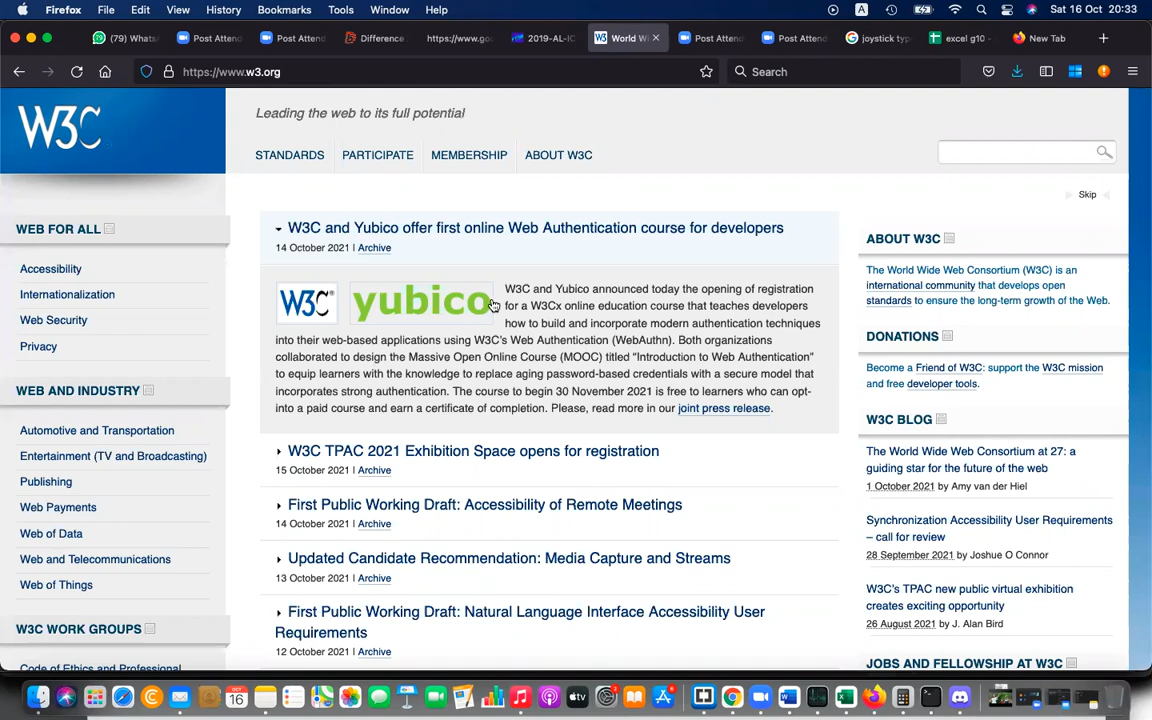 Firefox File Edit View History Bookmarks Tools Window Help A Sat 16 Oct 20:33
(79) Whats Post Attend Post Attend Difference https://www.goo 2019-AL-IC World Wi Post Attend Post Attend joystick typ excel g10 - New Tab
https://www.w3.org Search
W3C
Leading the web to its full potential
STANDARDS PARTICIPATE MEMBERSHIP ABOUT W3C
Skip
WEB FOR ALL
Accessibility
Internationalization
Web Security
Privacy
WEB AND INDUSTRY
Automotive and Transportation
Entertainment (TV and Broadcasting)
Publishing
Web Payments
Web of Data
Web and Telecommunications
Web of Things
W3C WORK GROUPS
Code of Ethics and Professional
W3C and Yubico offer first online Web Authentication course for developers
14 October 2021 | Archive
W3C® yubico
W3C and Yubico announced today the opening of registration
for a W3Cx online education course that teaches developers
how to build and incorporate modern authentication techniques
into their web-based applications using W3C's Web Authentication (WebAuthn). Both organizations
collaborated to design the Massive Open Online Course (MOOC) titled “Introduction to Web Authentication”
to equip learners with the knowledge to replace aging password-based credentials with a secure model that
incorporates strong authentication. The course to begin 30 November 2021 is free to learners who can opt-
into a paid course and earn a certificate of completion. Please, read more in our joint press release.
W3C TPAC 2021 Exhibition Space opens for registration
15 October 2021 | Archive
First Public Working Draft: Accessibility of Remote Meetings
14 October 2021 | Archive
Updated Candidate Recommendation: Media Capture and Streams
13 October 2021 | Archive
First Public Working Draft: Natural Language Interface Accessibility User
Requirements
12 October 2021 | Archive
ABOUT W3C
The World Wide Web Consortium (W3C) is an
international community that develops open
standards to ensure the long-term growth of the Web.
DONATIONS
Become a Friend of W3C: support the W3C mission
and free developer tools.
W3C BLOG
The World Wide Web Consortium at 27: a
guiding star for the future of the web
1 October 2021 by Amy van der Hiel
Synchronization Accessibility User Requirements
– call for review
28 September 2021 by Joshue O Connor
W3C's TPAC new public virtual exhibition
creates exciting opportunity
26 August 2021 by J. Alan Bird
JOBS AND FELLOWSHIP AT W3C
OCT
16
tv